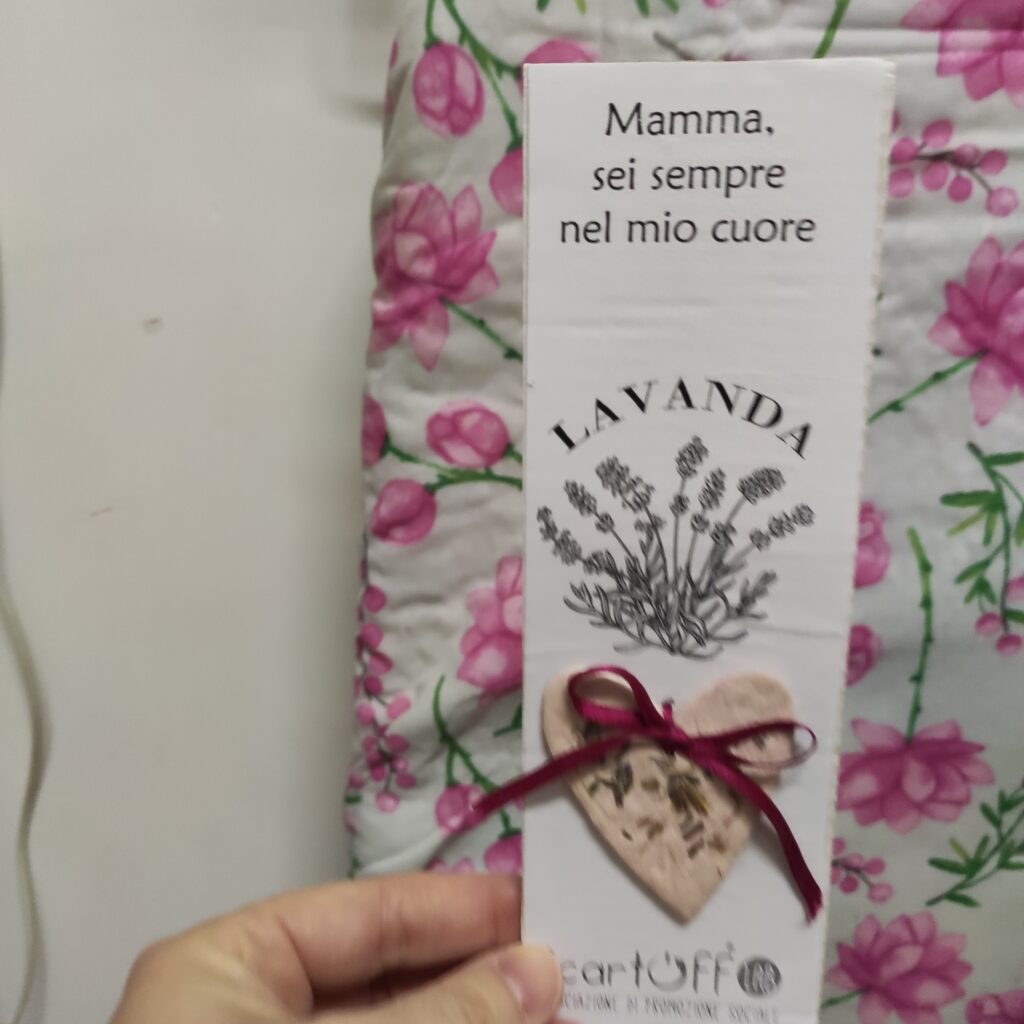 Mamma,
sei sempre
nel mio cuore
LAVANDA
DI PROMOZIONE SOCIALE